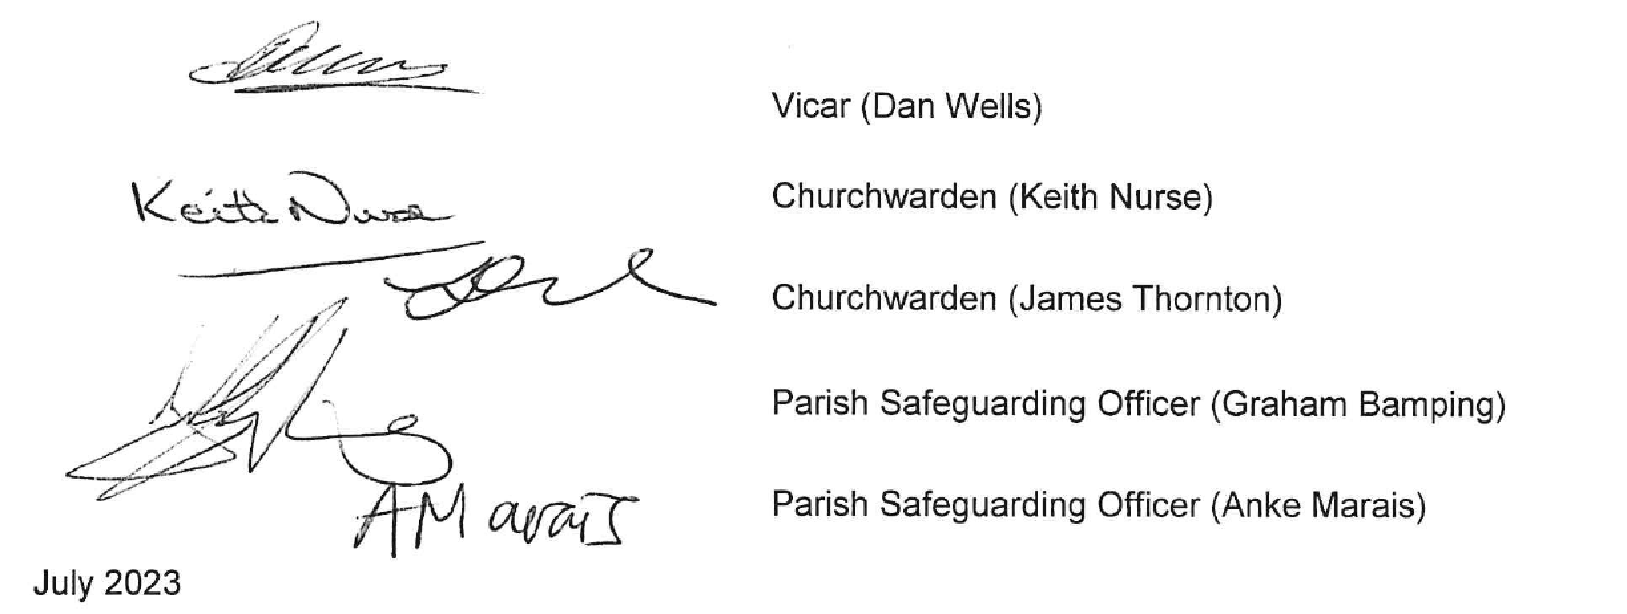 Vicar (Dan Wells)
Keith Nurse
Churchwarden (Keith Nurse)
Churchwarden (James Thornton)
Parish Safeguarding Officer (Graham Bamping)
AMarais
Parish Safeguarding Officer (Anke Marais)
July 2023